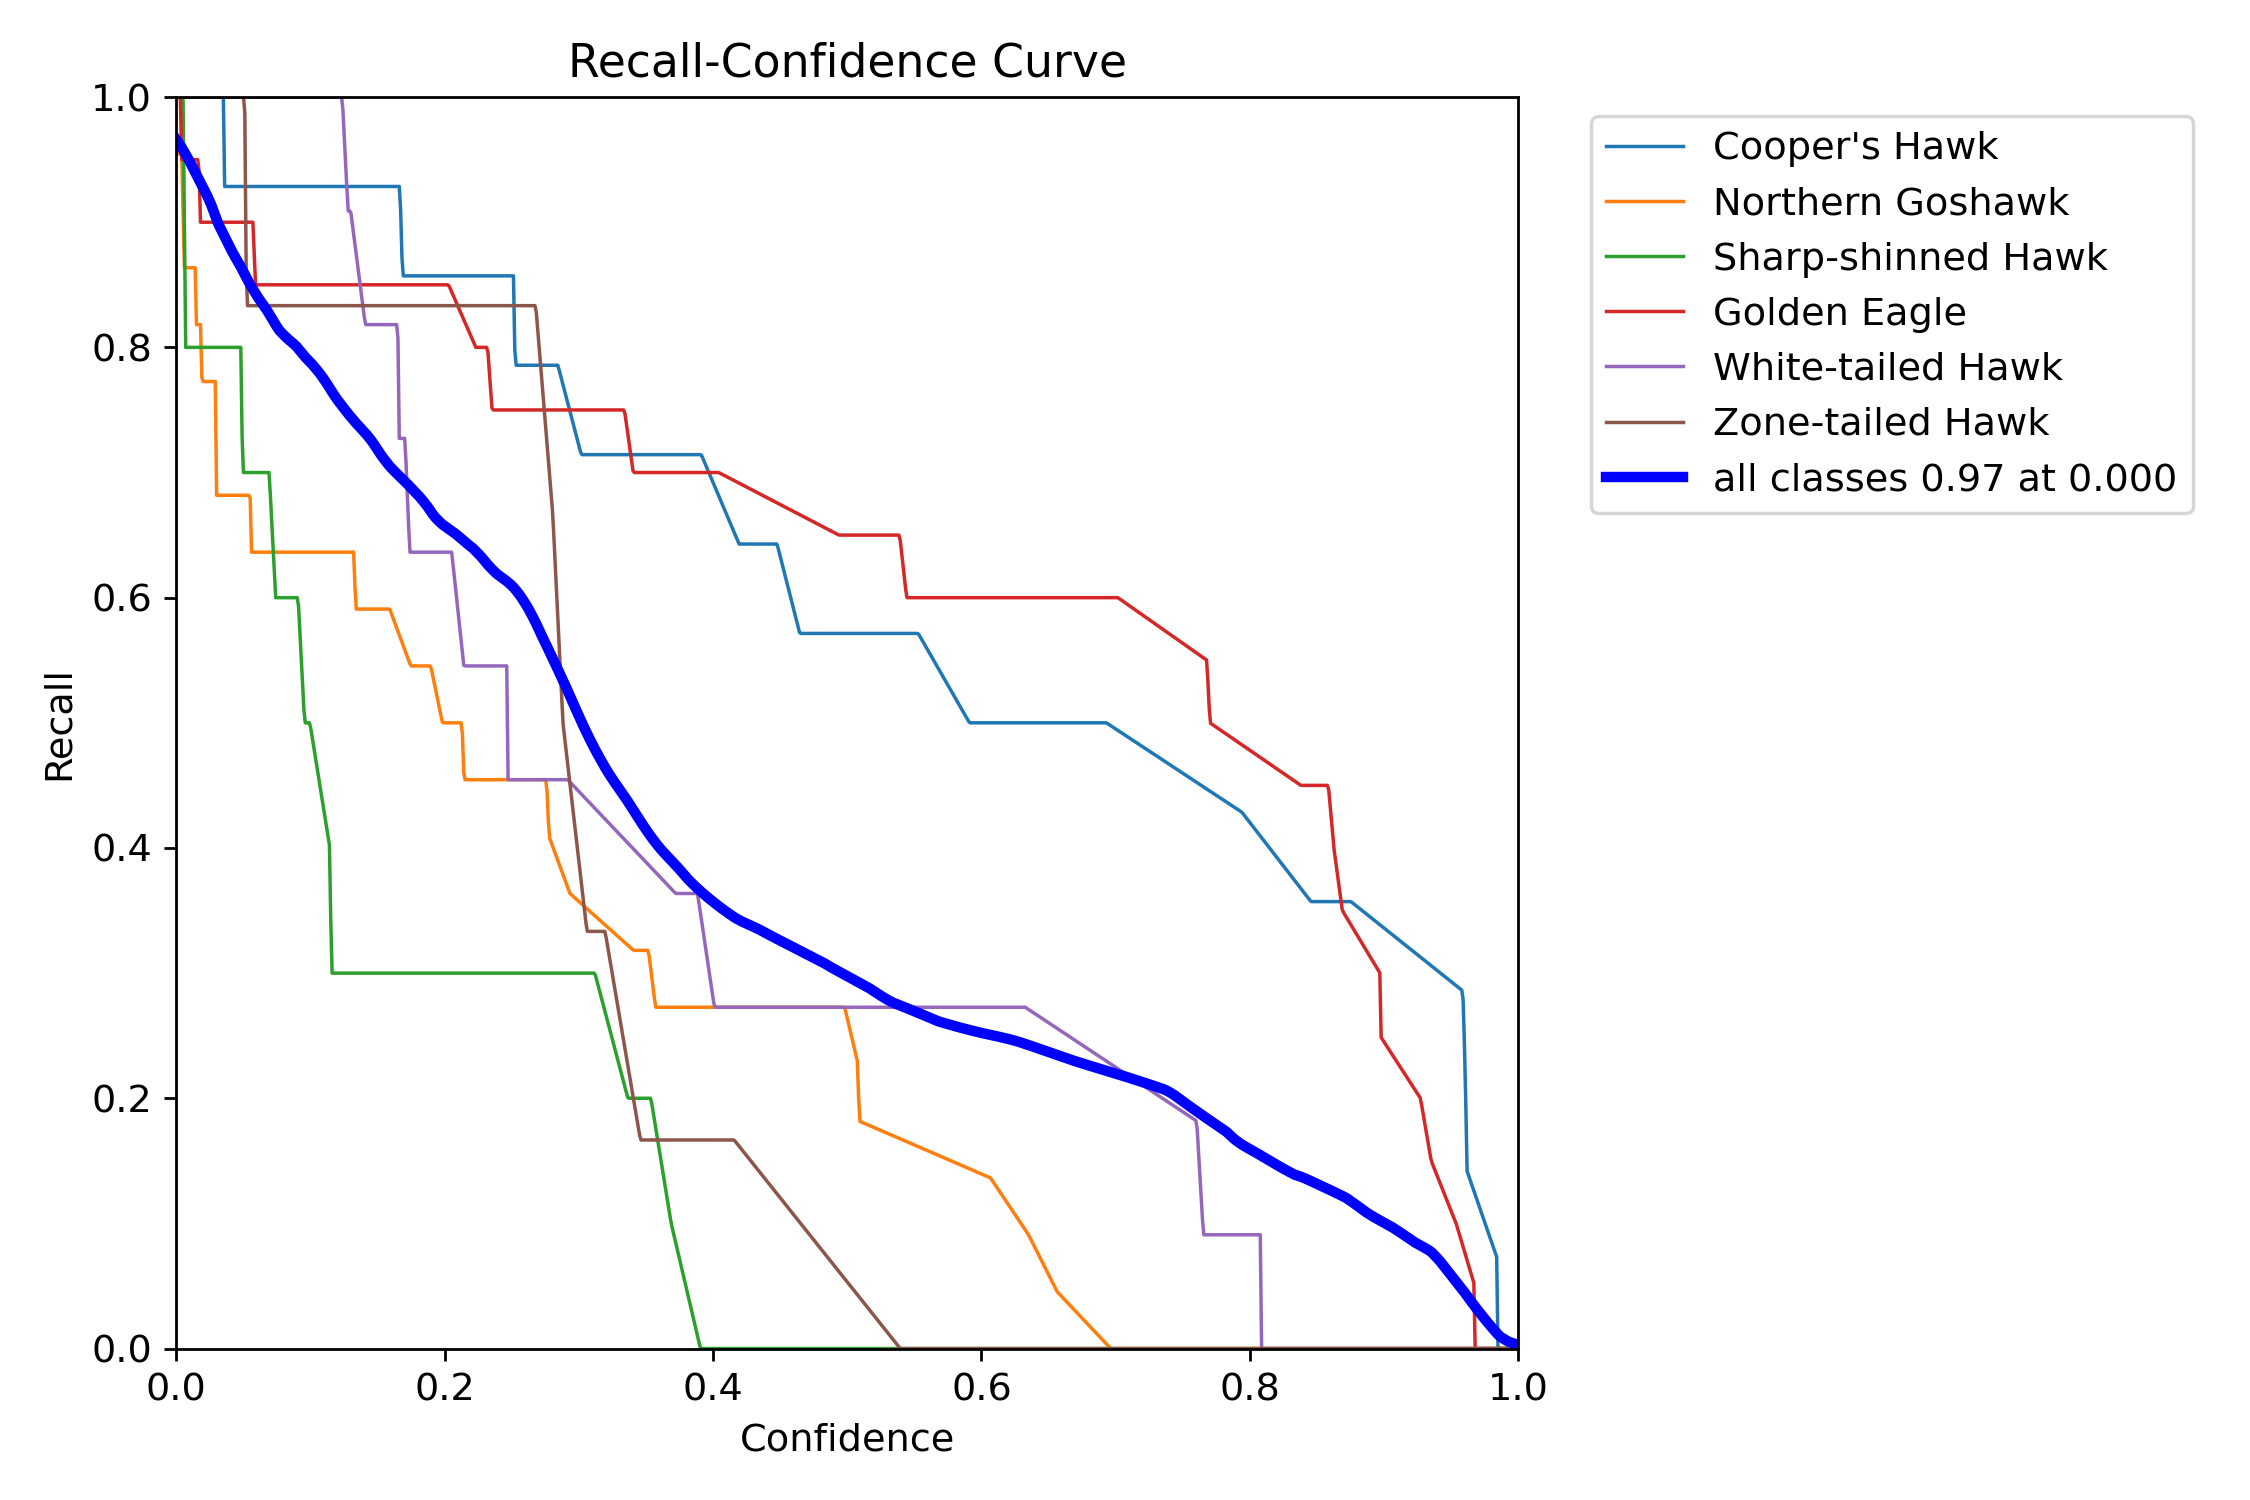 Recall-Confidence Curve
1.0
0.8
0.6
0.4
0.2
0.0
Recall
0.0 0.2 0.4 0.6 0.8 1.0
Confidence
Cooper's Hawk
Northern Goshawk
Sharp-shinned Hawk
Golden Eagle
White-tailed Hawk
Zone-tailed Hawk
all classes 0.97 at 0.000